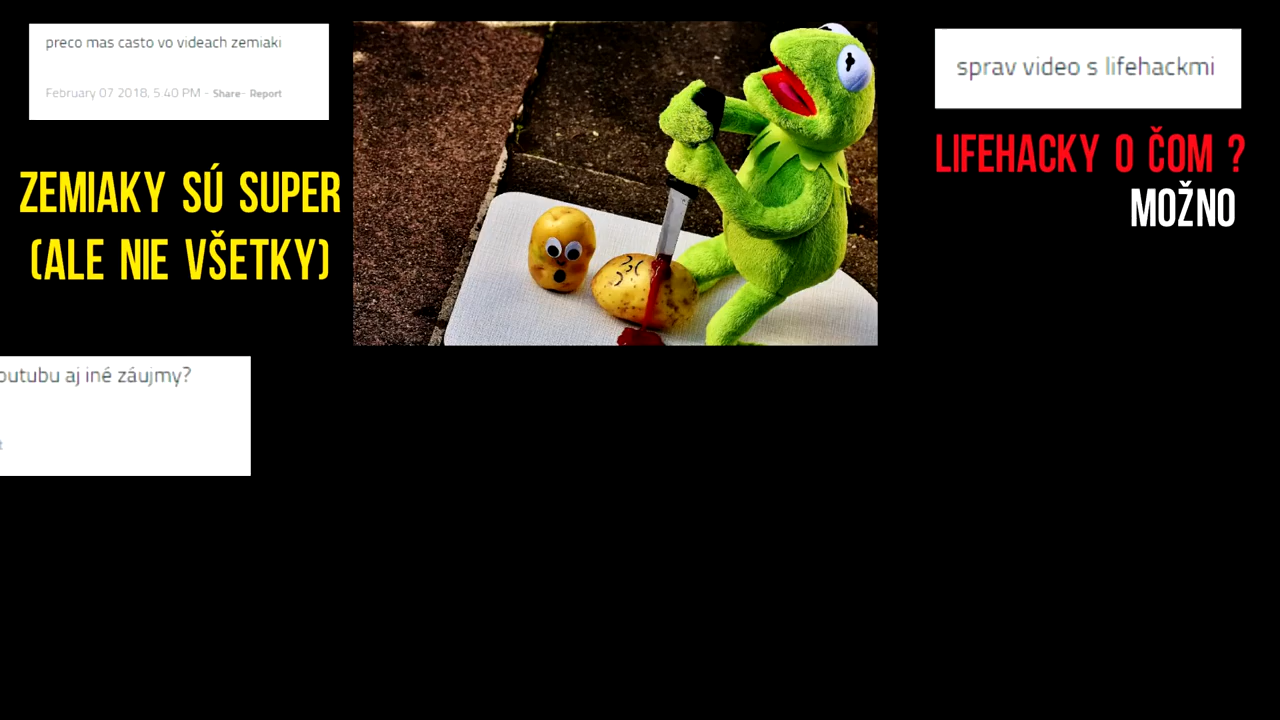 preco mas casto vo videach zemiaki
February 07 2018, 5:40 PM - Share - Report
ZEMIAKY SÚ SUPER
(ALE NIE VŠETKY)
sprav video s lifehackmi
LIFEHACKY O ČOM ?
MOŽNO
outubu aj iné záujmy?
t